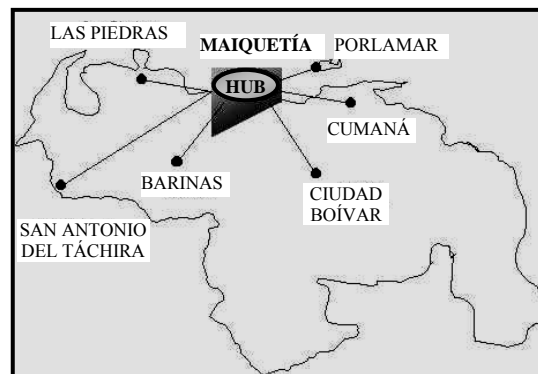 LAS PIEDRAS
MAIQUETÍA
PORLAMAR
HUB
CUMANÁ
BARINAS
CIUDAD
BOÍVAR
SAN ANTONIO
DEL TÁCHIRA